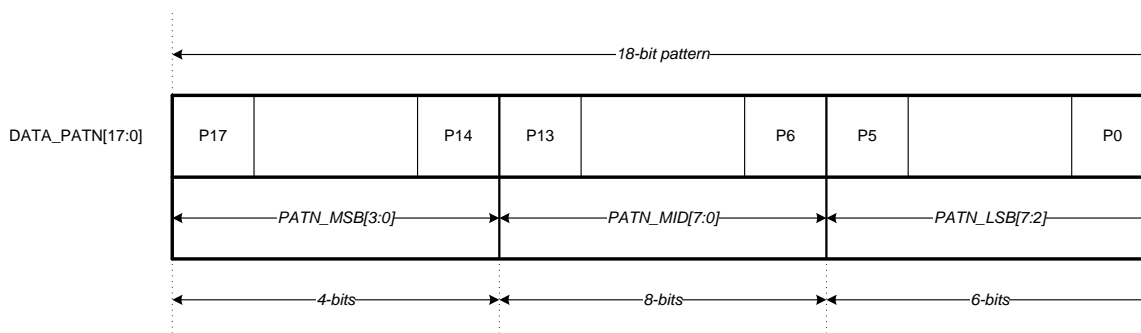 18-bit pattern
DATA_PATN[17:0] P17 P14 P13 P6 P5 P0
PATN_MSB[3:0] PATN_MID[7:0] PATN_LSB[7:2]
4-bits 8-bits 6-bits